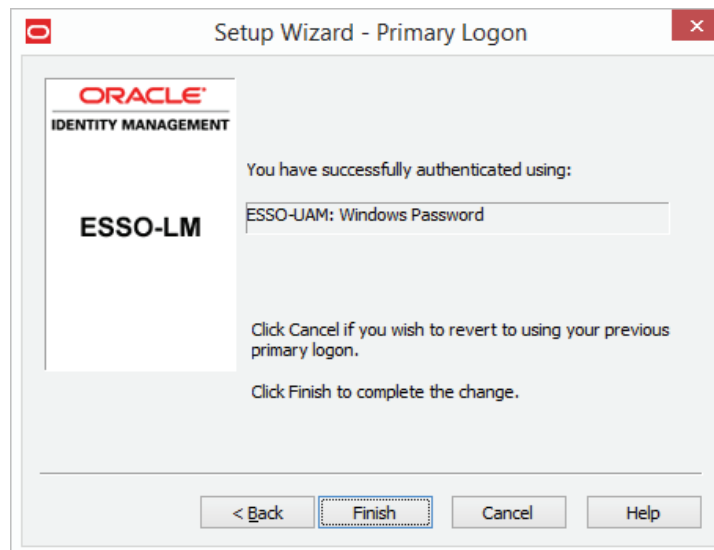 Setup Wizard - Primary Logon
ORACLE
IDENTITY MANAGEMENT
ESSO-LM
You have successfully authenticated using:
ESSO-UAM: Windows Password
Click Cancel if you wish to revert to using your previous
primary logon.
Click Finish to complete the change.
< Back
Finish
Cancel
Help